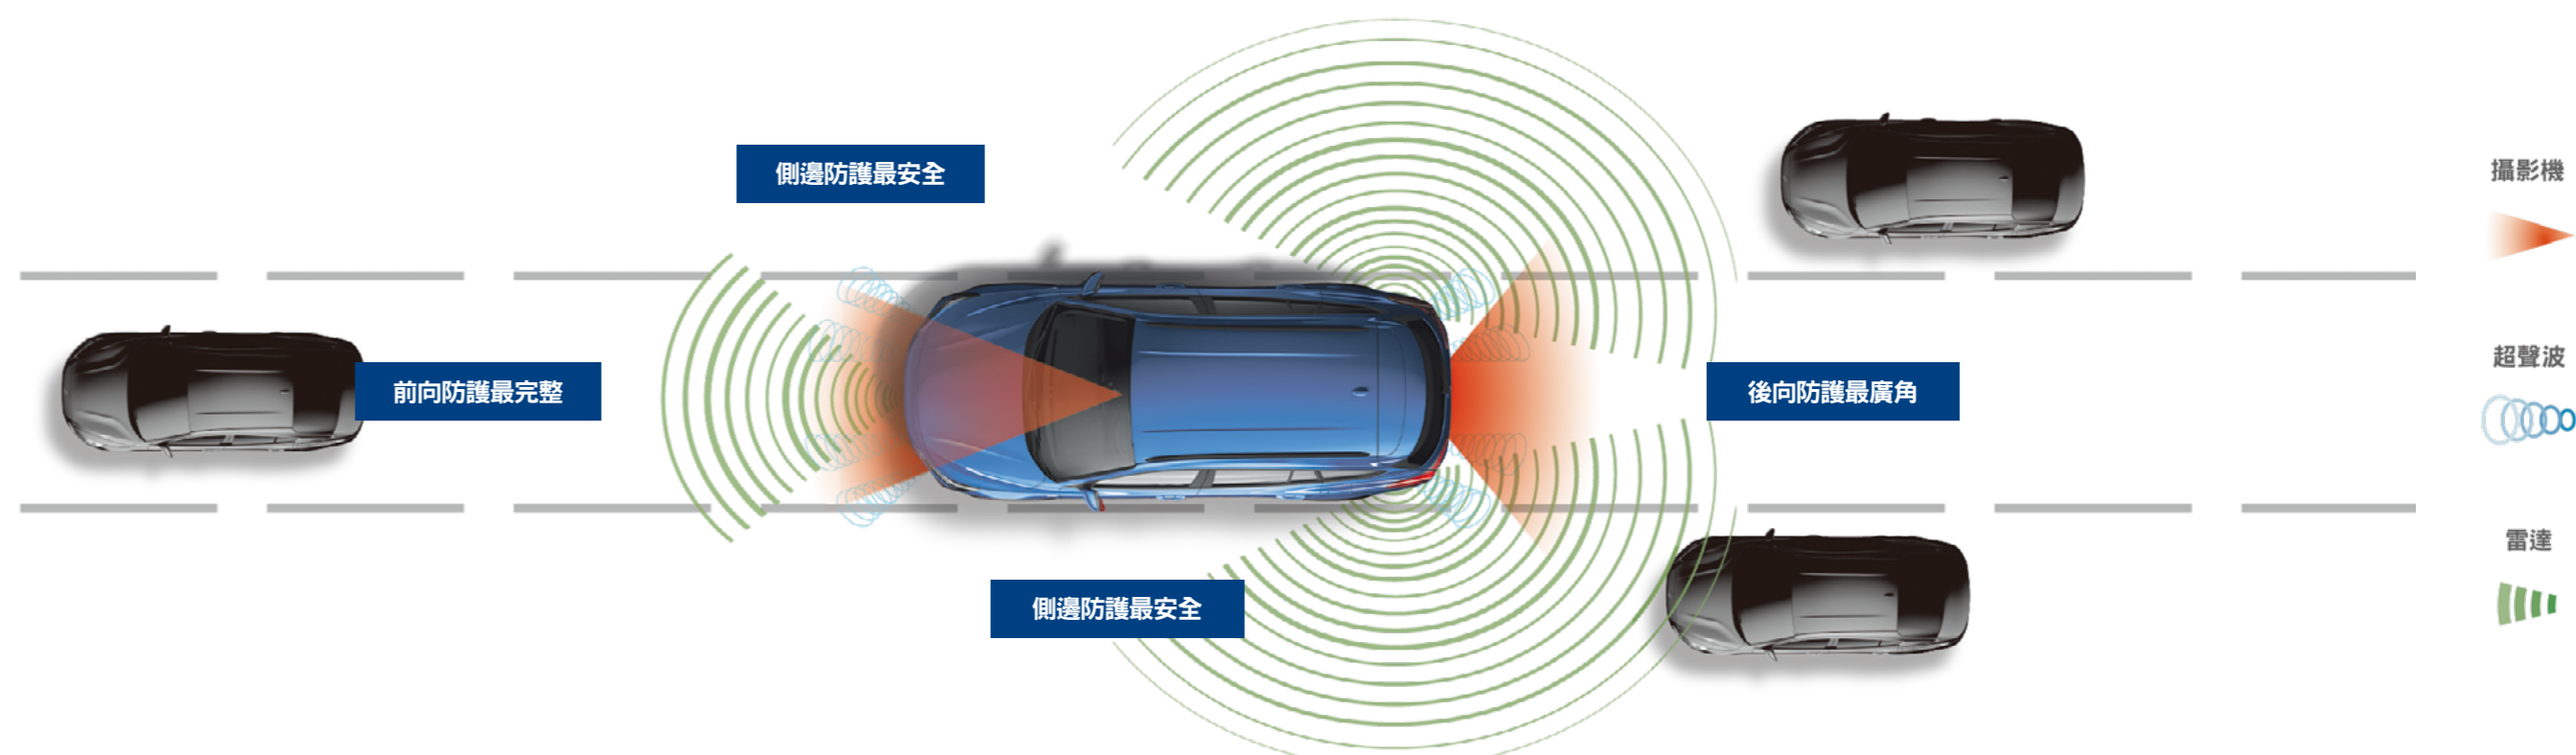 側邊防護最安全
前向防護最完整
後向防護最廣角
側邊防護最安全
攝影機
超聲波
雷達